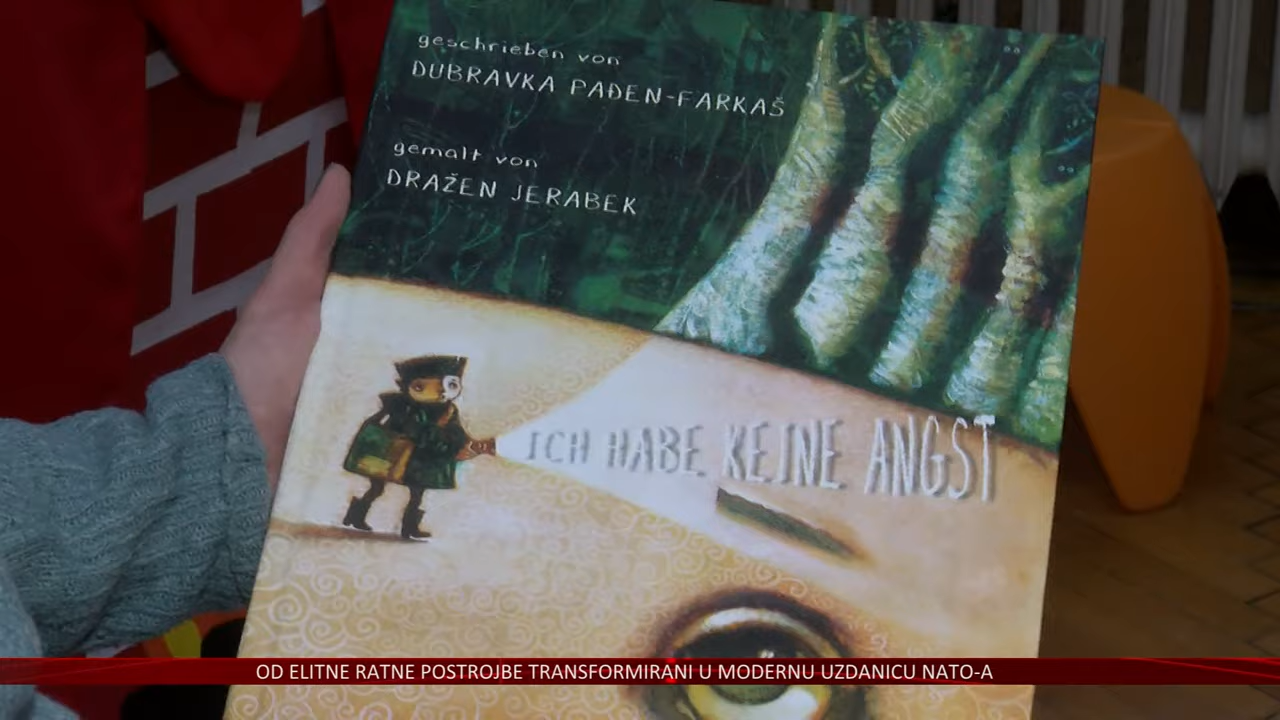 geschrieben von
DUBRAVKA PAĐEN-FARKAŠ
gemalt von
DRAŽEN JERABEK
ICH HABE KEINE ANGST
OD ELITNE RATNE POSTROJBE TRANSFORMIRANI U MODERNU UZDANICU NATO-A